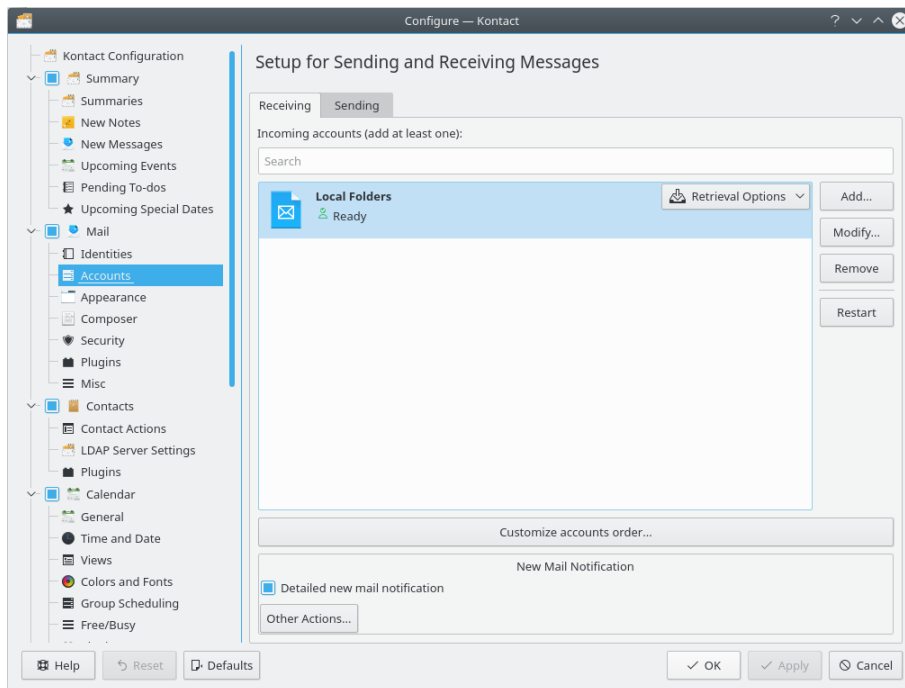 Configure — Kontact
Kontact Configuration
Summary
Summaries
New Notes
New Messages
Upcoming Events
Pending To-dos
Upcoming Special Dates
Mail
Identities
Accounts
Appearance
Composer
Security
Plugins
Misc
Contacts
Contact Actions
LDAP Server Settings
Plugins
Calendar
General
Time and Date
Views
Colors and Fonts
Group Scheduling
Free/Busy
Setup for Sending and Receiving Messages
Receiving
Sending
Incoming accounts (add at least one):
Search
Local Folders
Ready
Retrieval Options
Add...
Modify...
Remove
Restart
Customize accounts order...
New Mail Notification
Detailed new mail notification
Other Actions...
Help
Reset
Defaults
OK
Apply
Cancel